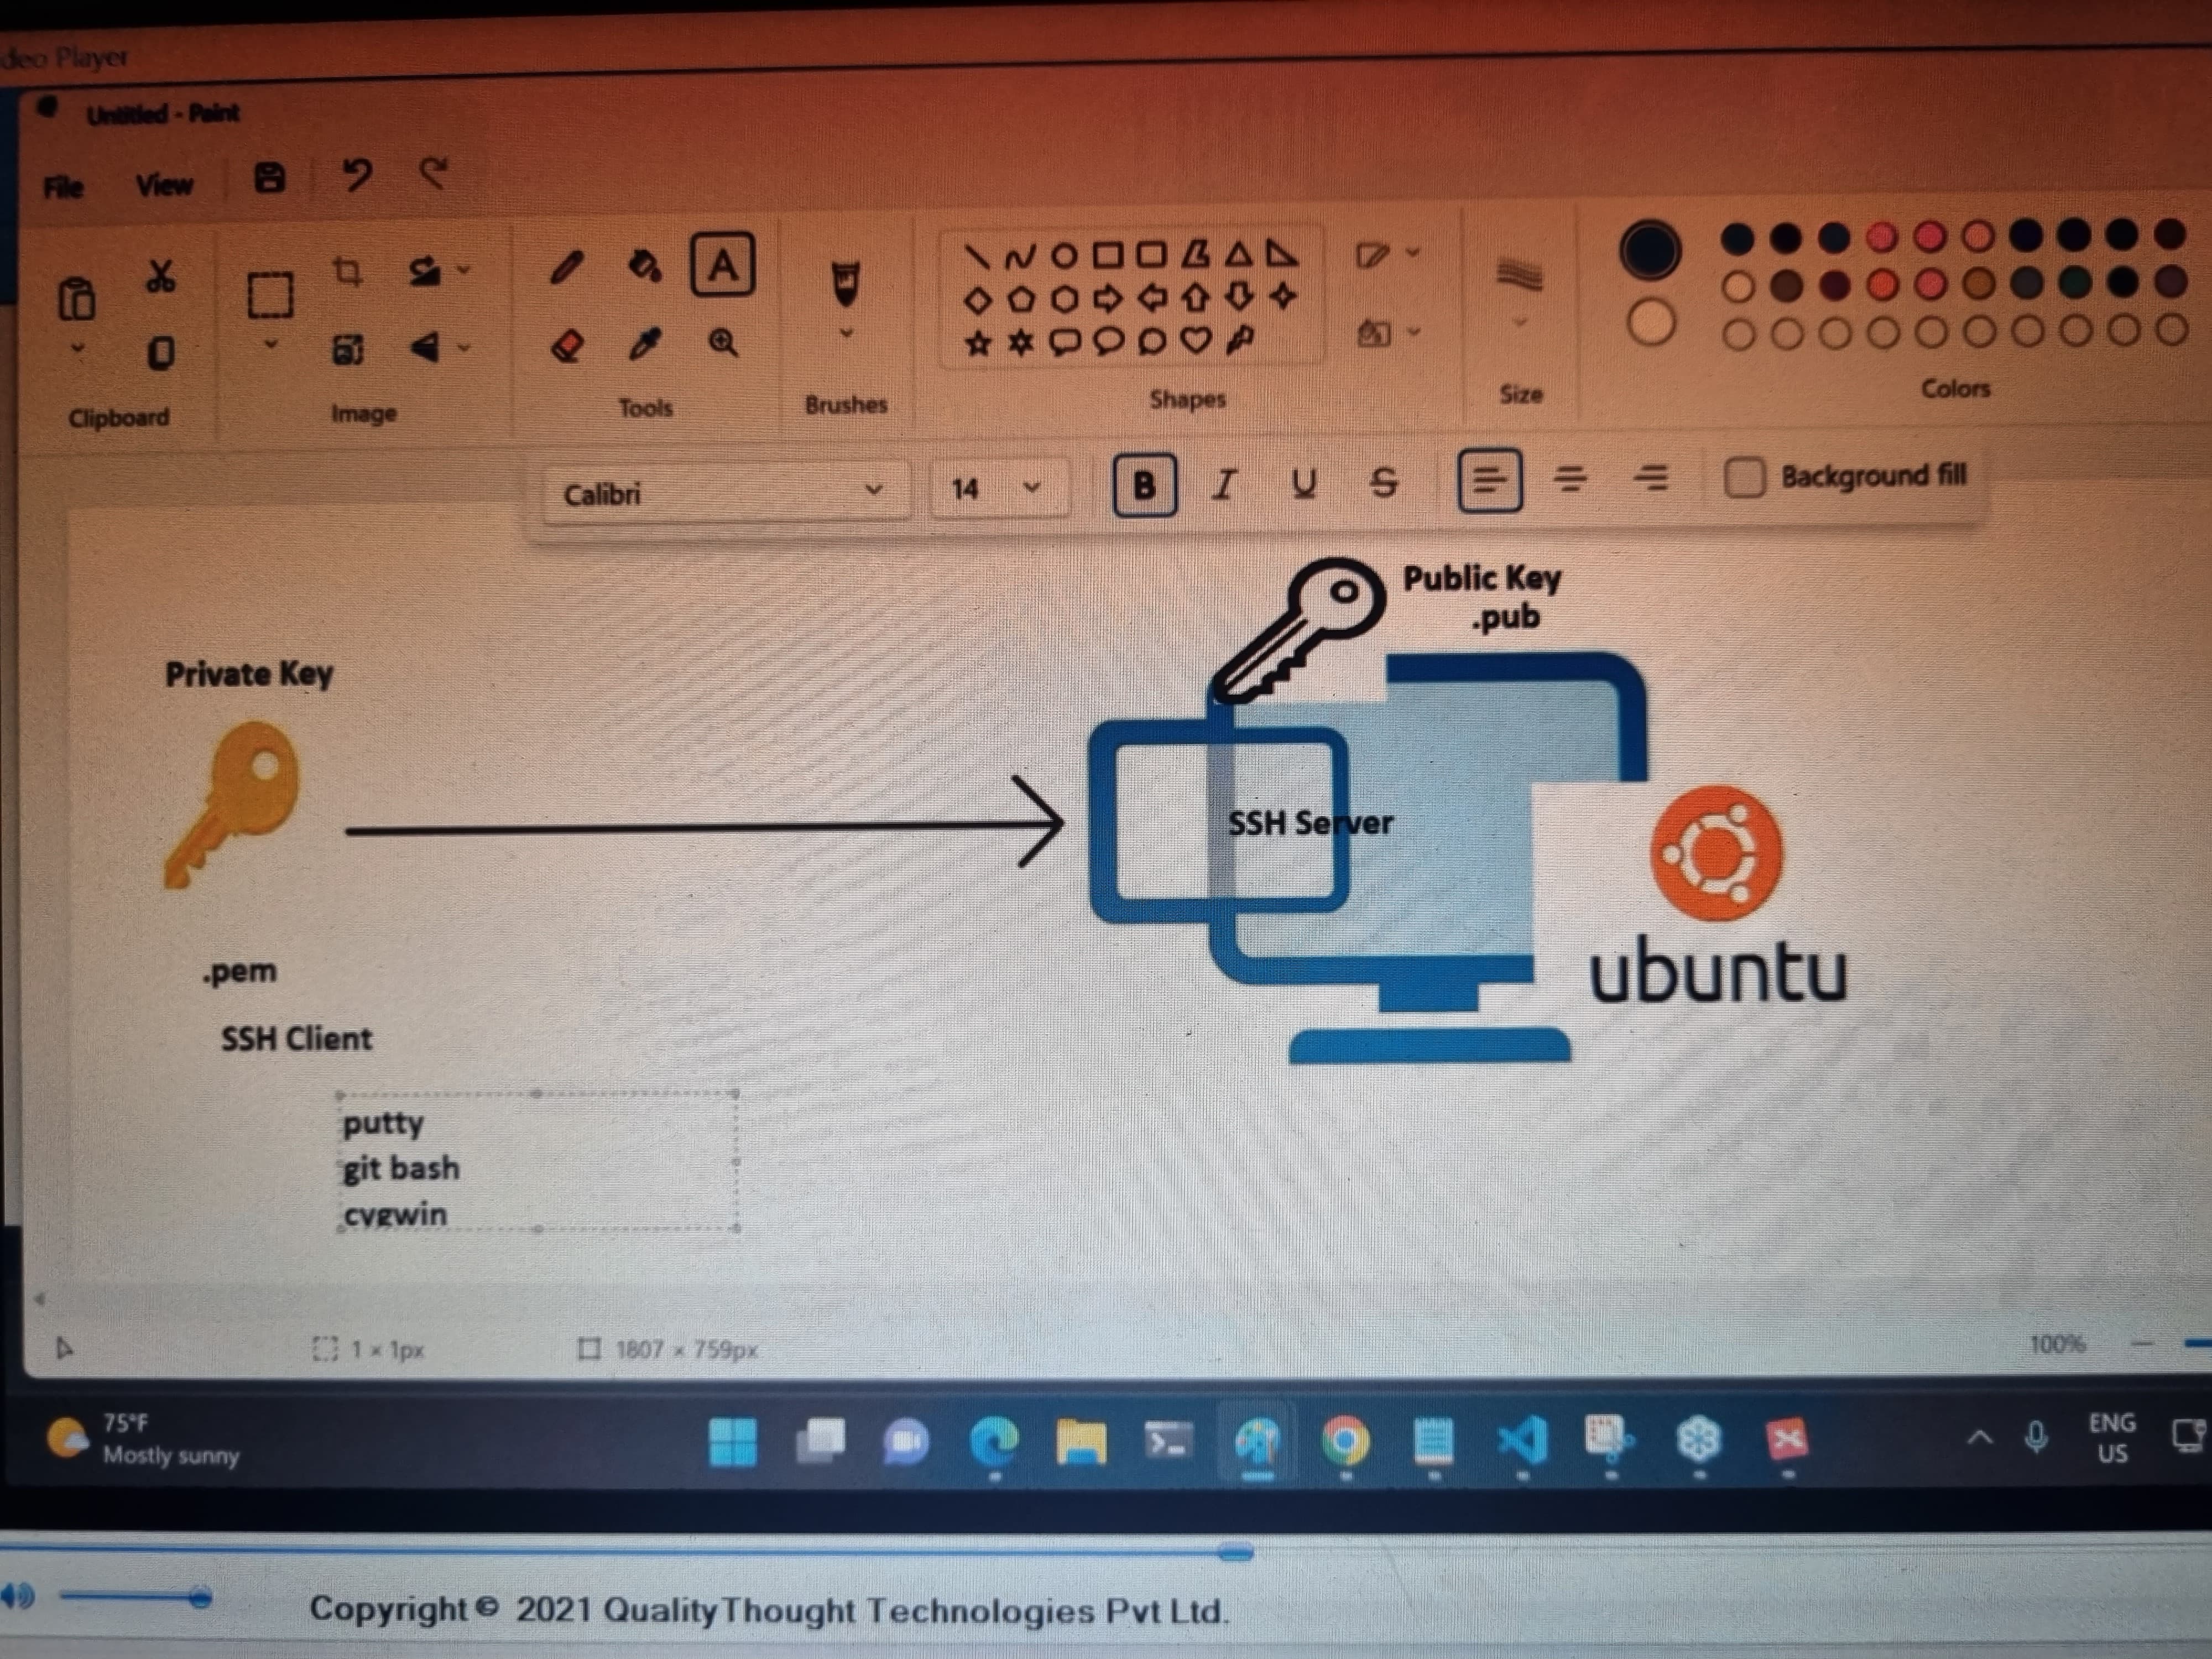 deo Player
Untitled - Paint
File View
Clipboard
Image
Tools
Brushes
Shapes
Size
Colors
Calibri
14
B I U S
Background fill
Public Key
.pub
Private Key
SSH Server
ubuntu
.pem
SSH Client
putty
git bash
cygwin
1 × 1px
1807 × 759px
100%
75°F
Mostly sunny
ENG
US
Copyright © 2021 QualityThought Technologies Pvt Ltd.